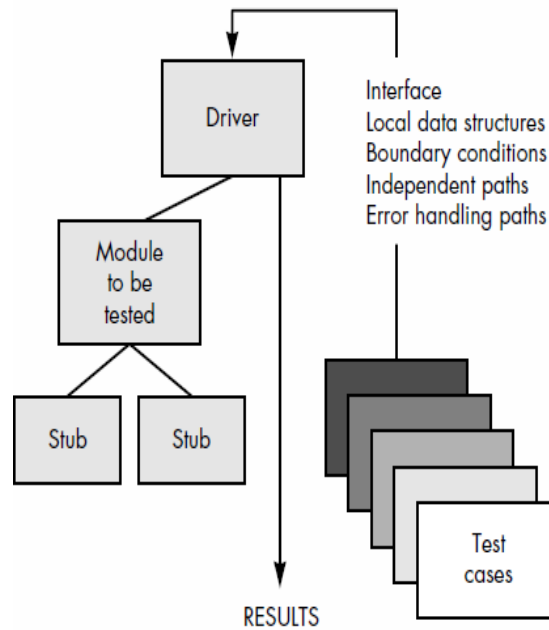 Driver
Interface
Local data structures
Boundary conditions
Independent paths
Error handling paths
Module
to be
tested
Stub
Stub
Test
cases
RESULTS